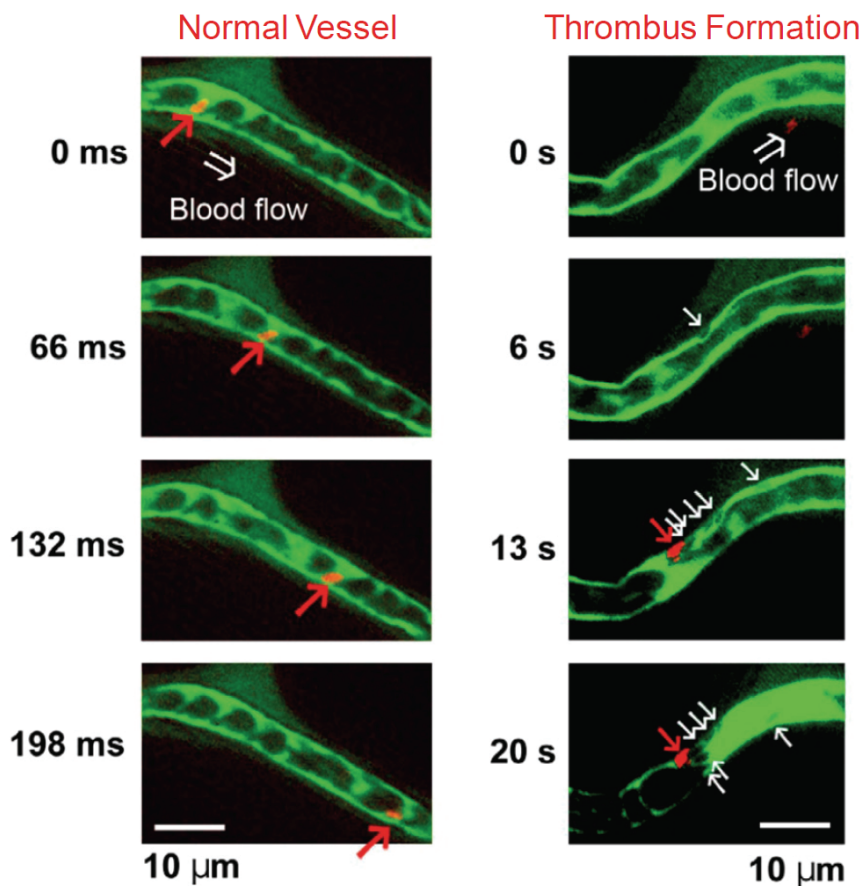 Normal Vessel
Thrombus Formation
0 ms
Blood flow
0 s
Blood flow
66 ms
6 s
132 ms
13 s
198 ms
20 s
10 µm
10 µm